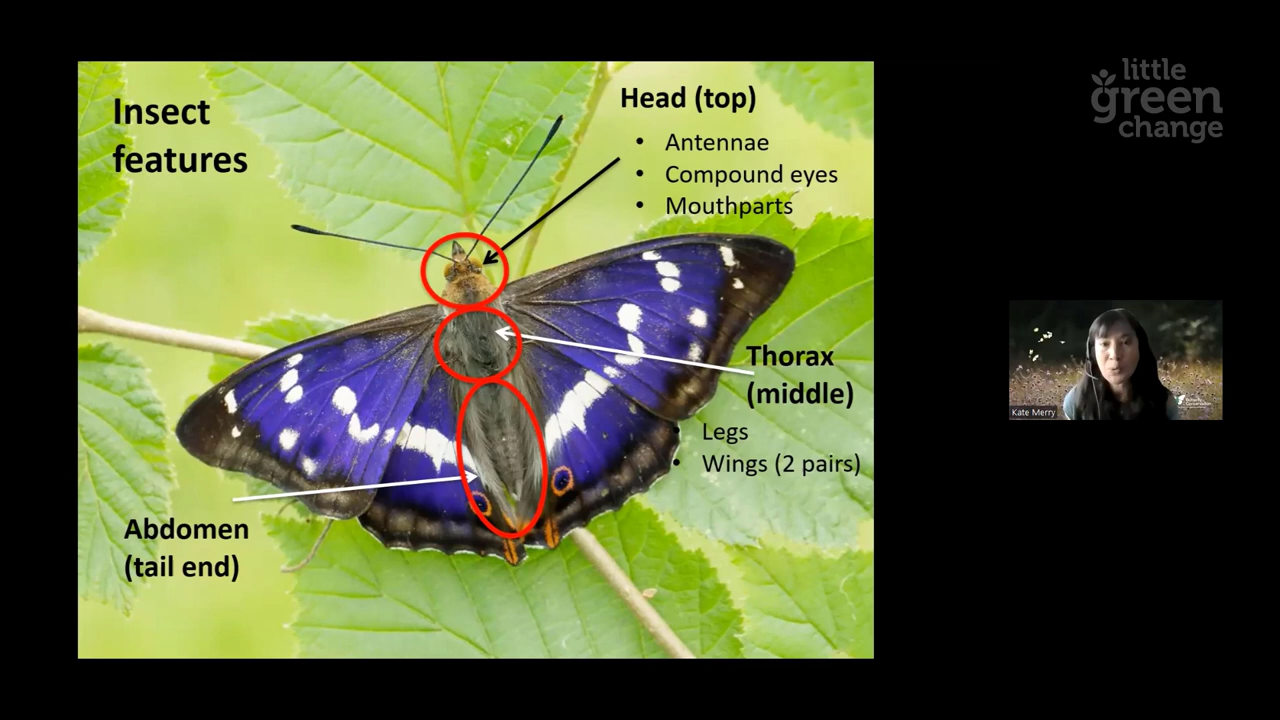 Insect
features
Head (top)
• Antennae
• Compound eyes
• Mouthparts
Thorax
(middle)
• Legs
• Wings (2 pairs)
Abdomen
(tail end)
little
green
change
Kate Merry